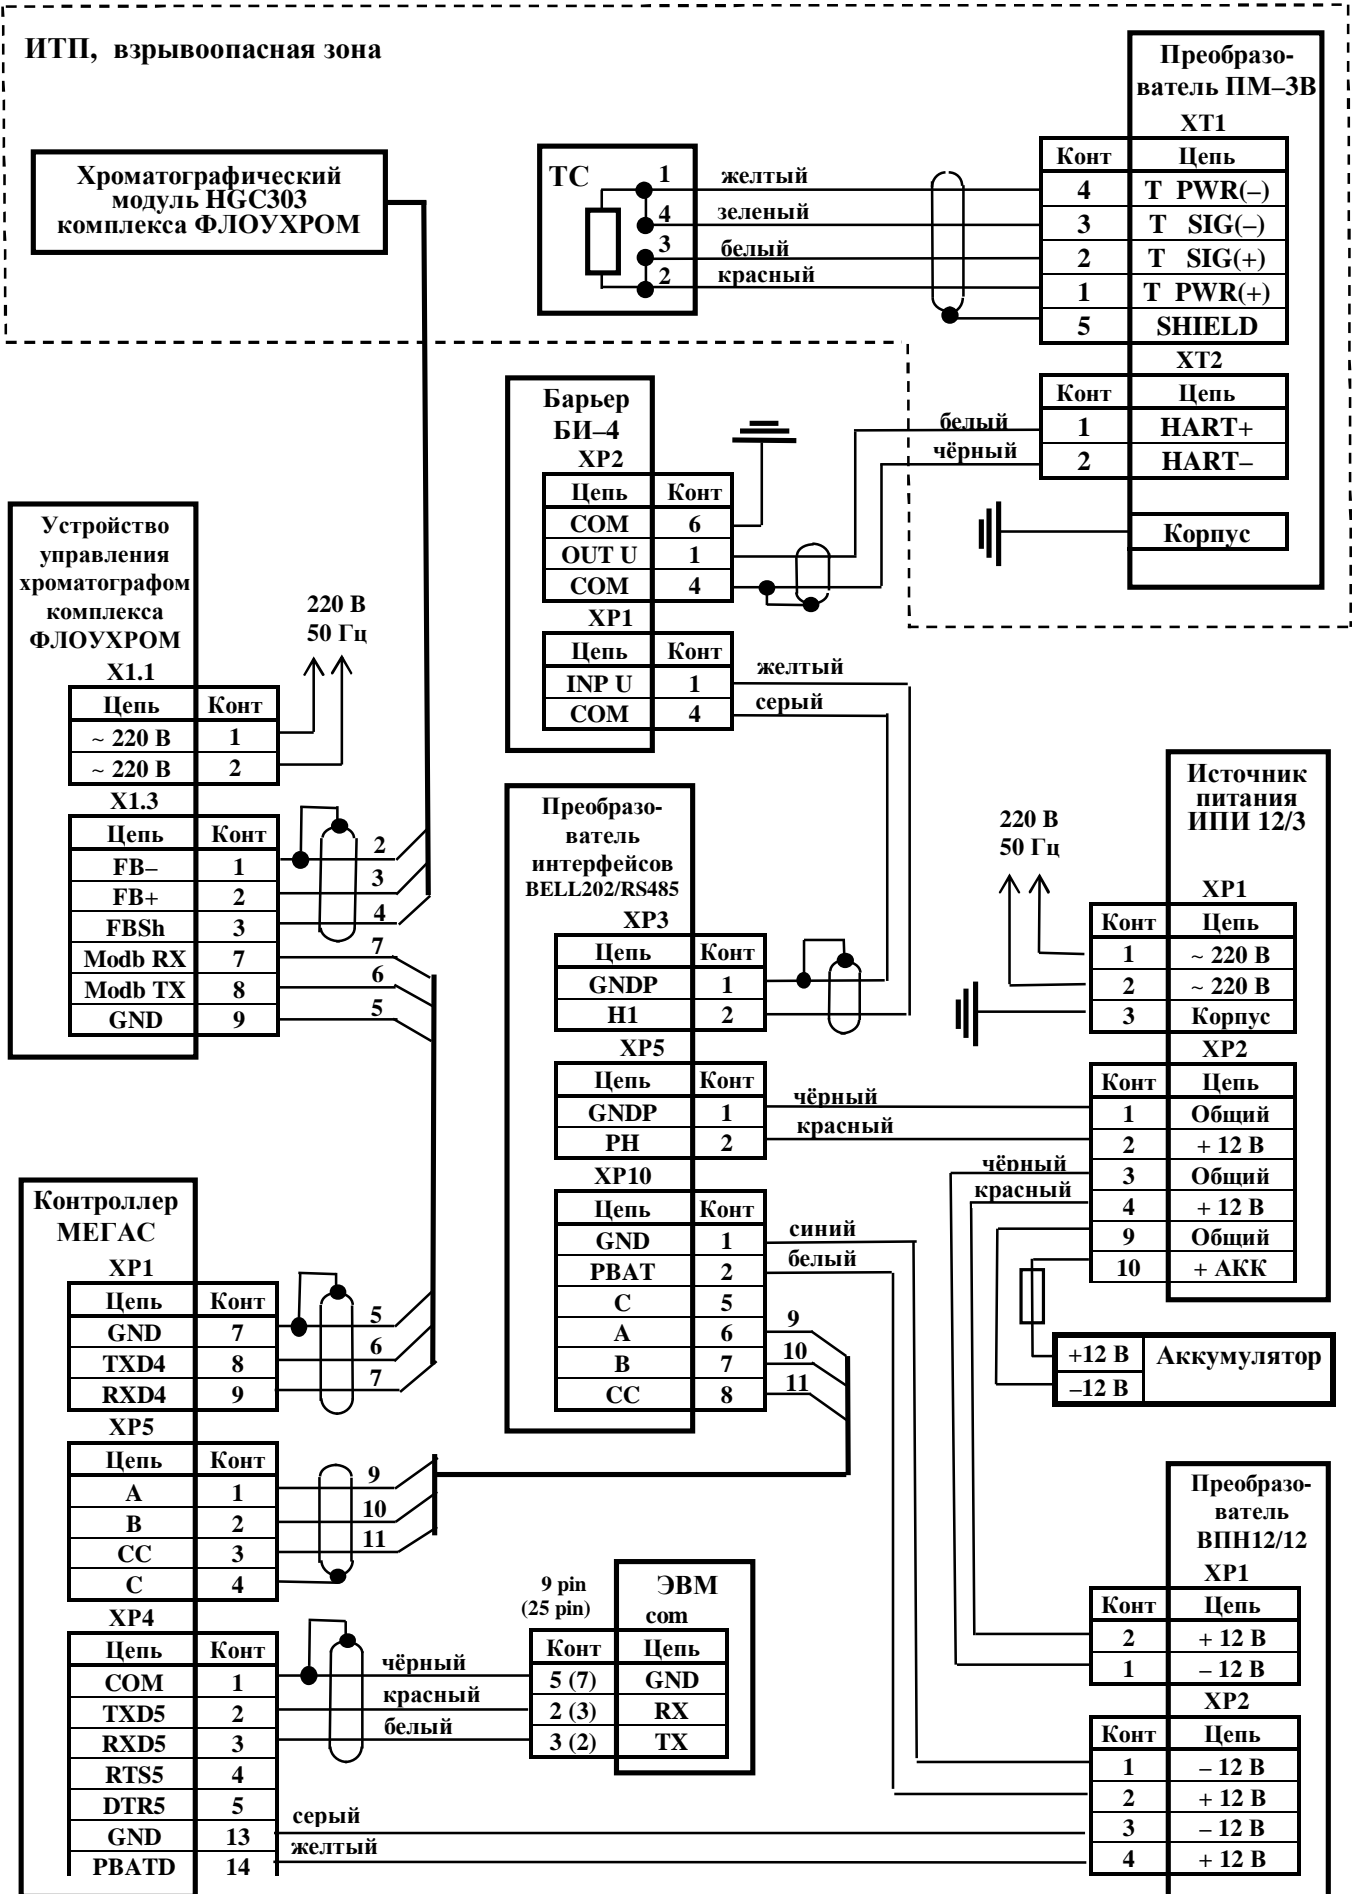 ИТП, взрывоопасная зона
Преобразо-
ватель ПМ–3В
XT1
Конт Цепь
4 T PWR(–)
3 T SIG(–)
2 T SIG(+)
1 T PWR(+)
5 SHIELD
XT2
Конт Цепь
1 HART+
2 HART–
Корпус
Хроматографический
модуль HGC303
комплекса ФЛОУХРОМ
ТС
1
4
3
2
желтый
зеленый
белый
красный
Барьер
БИ–4
XP2
Цепь Конт
COM 6
OUT U 1
COM 4
XP1
Цепь Конт
INP U 1
COM 4
белый
чёрный
желтый
серый
Устройство
управления
хроматографом
комплекса
ФЛОУХРОМ
X1.1
Цепь Конт
~ 220 В 1
~ 220 В 2
X1.3
Цепь Конт
FB– 1
FB+ 2
FBSh 3
Modb RX 7
Modb TX 8
GND 9
220 В
50 Гц
2
3
4
7
6
5
Преобразо-
ватель
интерфейсов
BELL202/RS485
XP3
Цепь Конт
GNDP 1
H1 2
XP5
Цепь Конт
GNDP 1
PH 2
XP10
Цепь Конт
GND 1
PBAT 2
C 5
A 6
B 7
CC 8
чёрный
красный
синий
белый
9
10
11
220 В
50 Гц
Источник
питания
ИПИ 12/3
XP1
Конт Цепь
1 ~ 220 В
2 ~ 220 В
3 Корпус
XP2
Конт Цепь
1 Общий
2 + 12 В
3 Общий
4 + 12 В
9 Общий
10 + АКК
чёрный
красный
+12 В Аккумулятор
–12 В
Контроллер
МЕГАС
XP1
Цепь Конт
GND 7
TXD4 8
RXD4 9
XP5
Цепь Конт
A 1
B 2
CC 3
C 4
XP4
Цепь Конт
COM 1
TXD5 2
RXD5 3
RTS5 4
DTR5 5
GND 13
PBATD 14
5
6
7
9
10
11
чёрный
красный
белый
серый
желтый
9 pin
(25 pin)
ЭВМ
com
Конт Цепь
5 (7) GND
2 (3) RX
3 (2) TX
Преобразо-
ватель
ВПН12/12
XP1
Конт Цепь
2 + 12 В
1 – 12 В
XP2
Конт Цепь
1 – 12 В
2 + 12 В
3 – 12 В
4 + 12 В